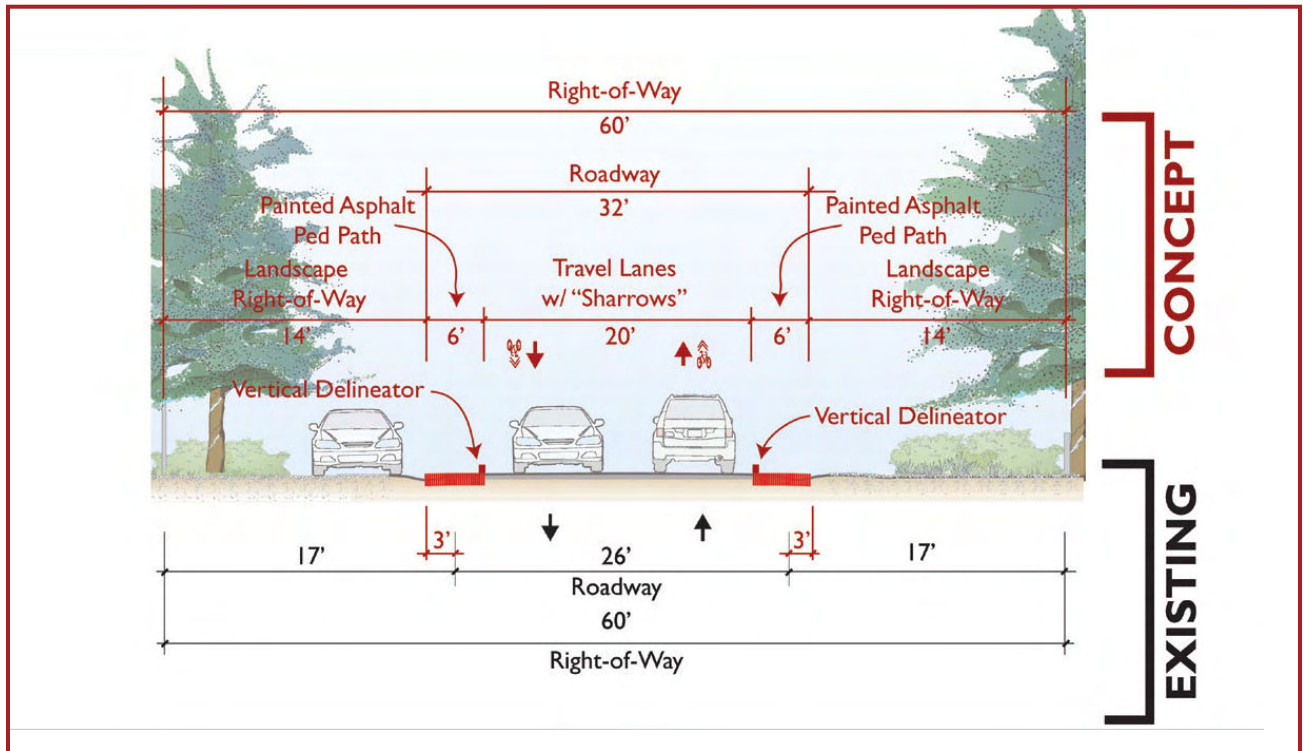 Right-of-Way
60’
Roadway
32’
Painted Asphalt
Ped Path
Painted Asphalt
Ped Path
Landscape
Right-of-Way
Travel Lanes
w/ “Sharrows”
Landscape
Right-of-Way
14’
6’
20’
6’
14’
Vertical Delineator
Vertical Delineator
CONCEPT
3’
3’
17’
26’
17’
Roadway
60’
Right-of-Way
EXISTING